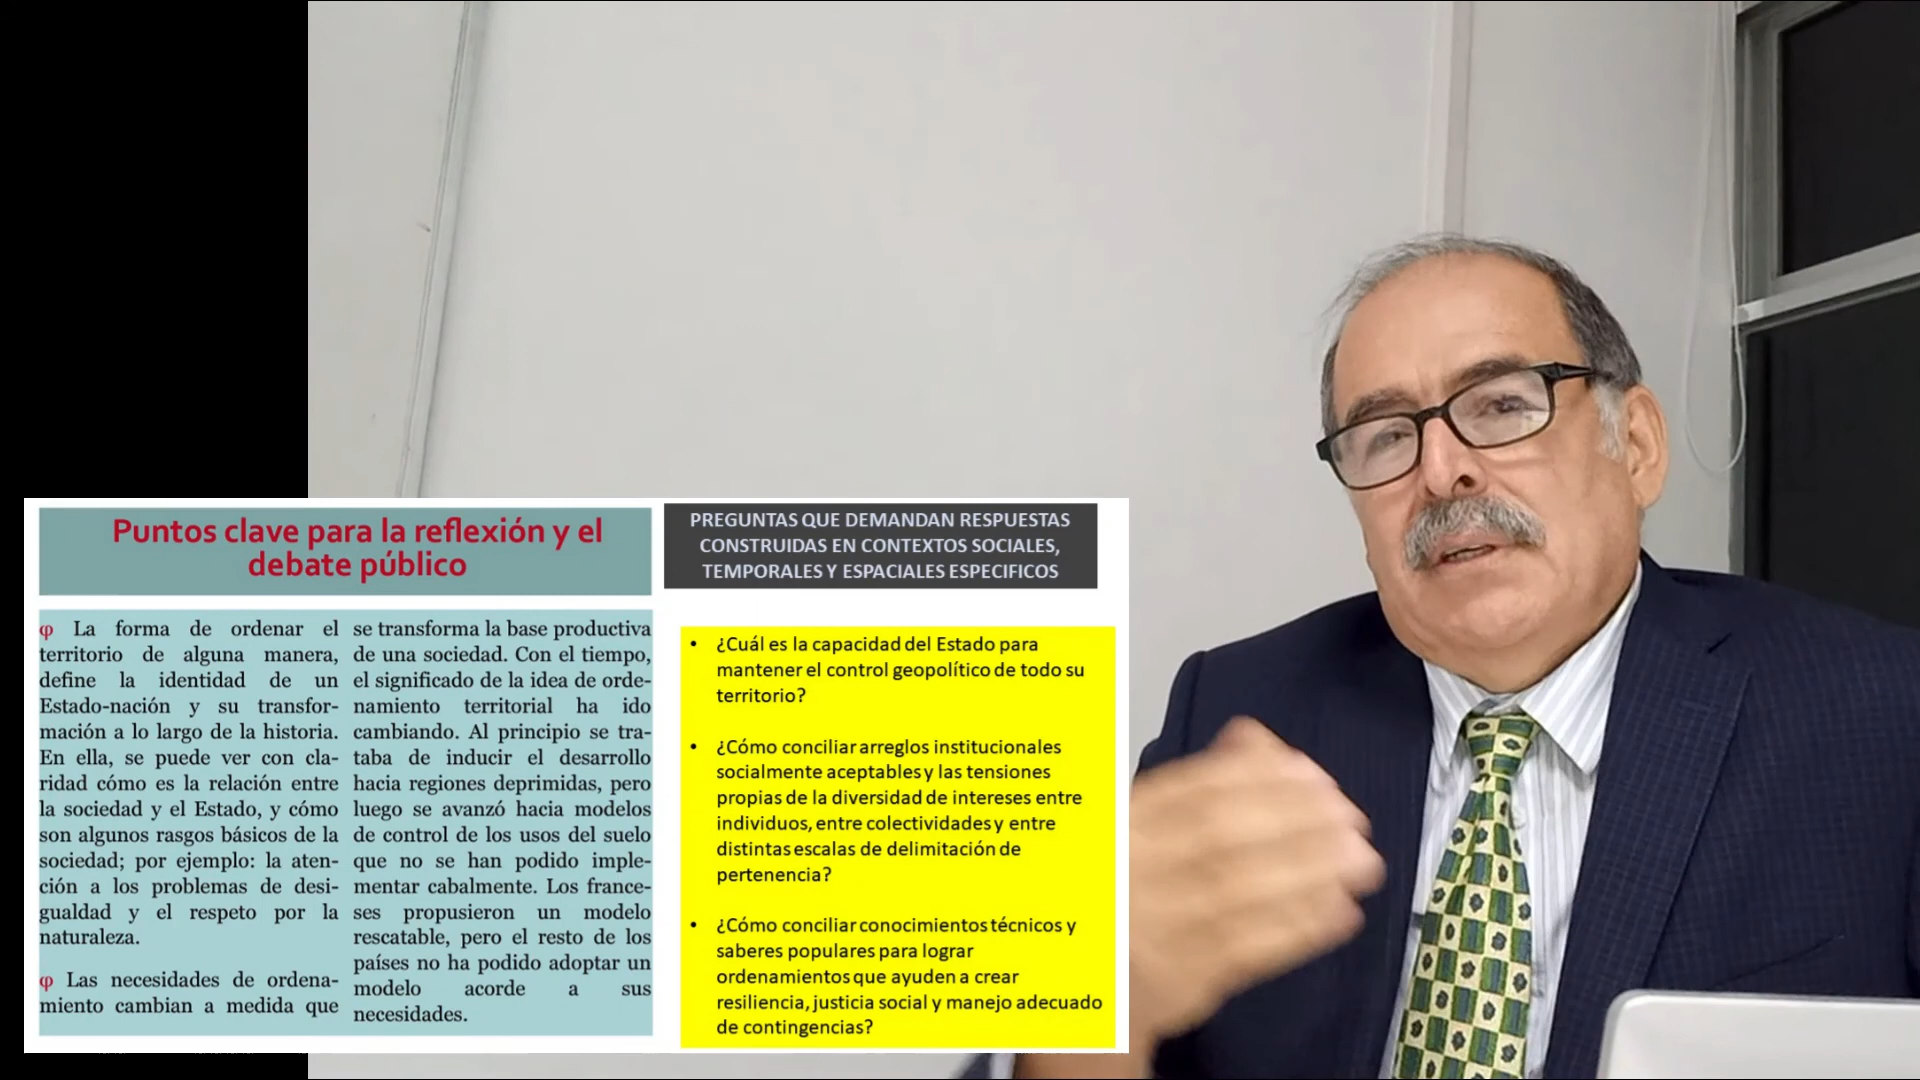 Puntos clave para la reflexión y el
debate público
φ La forma de ordenar el
territorio de alguna manera,
define la identidad de un
Estado-nación y su transfor-
mación a lo largo de la historia.
En ella, se puede ver con cla-
ridad cómo es la relación entre
la sociedad y el Estado, y cómo
son algunos rasgos básicos de la
sociedad; por ejemplo: la aten-
ción a los problemas de desi-
gualdad y el respeto por la
naturaleza.
φ Las necesidades de ordena-
miento cambian a medida que
se transforma la base productiva
de una sociedad. Con el tiempo,
el significado de la idea de orde-
namiento territorial ha ido
cambiando. Al principio se tra-
taba de inducir el desarrollo
hacia regiones deprimidas, pero
luego se avanzó hacia modelos
de control de los usos del suelo
que no se han podido imple-
mentar cabalmente. Los france-
ses propusieron un modelo
rescatable, pero el resto de los
países no ha podido adoptar un
modelo acorde a sus
necesidades.
PREGUNTAS QUE DEMANDAN RESPUESTAS
CONSTRUIDAS EN CONTEXTOS SOCIALES,
TEMPORALES Y ESPACIALES ESPECIFICOS
• ¿Cuál es la capacidad del Estado para
mantener el control geopolítico de todo su
territorio?
• ¿Cómo conciliar arreglos institucionales
socialmente aceptables y las tensiones
propias de la diversidad de intereses entre
individuos, entre colectividades y entre
distintas escalas de delimitación de
pertenencia?
• ¿Cómo conciliar conocimientos técnicos y
saberes populares para lograr
ordenamientos que ayuden a crear
resiliencia, justicia social y manejo adecuado
de contingencias?